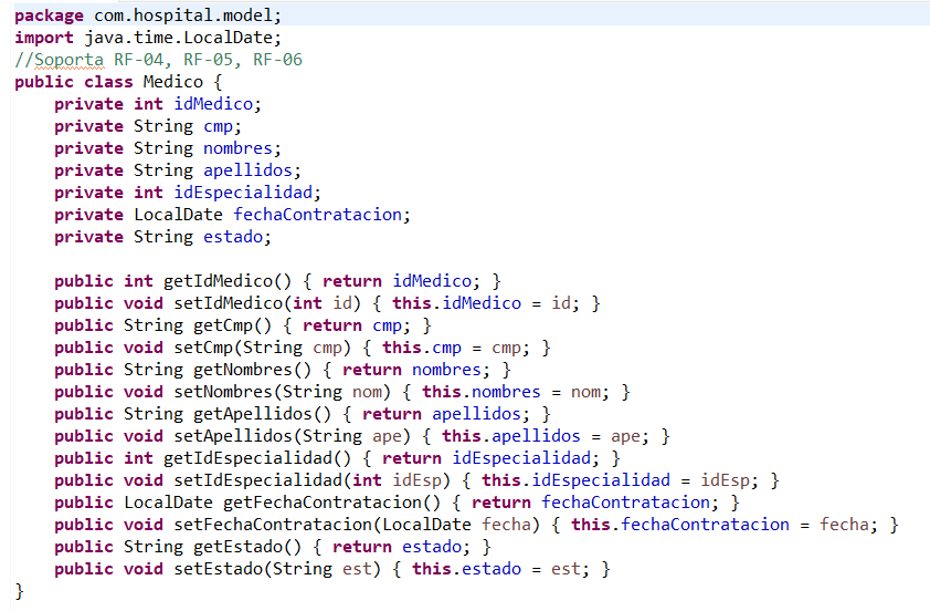 package com.hospital.model;
import java.time.LocalDate;
//Soporta RF-04, RF-05, RF-06
public class Medico {
    private int idMedico;
    private String cmp;
    private String nombres;
    private String apellidos;
    private int idEspecialidad;
    private LocalDate fechaContratacion;
    private String estado;

    public int getIdMedico() { return idMedico; }
    public void setIdMedico(int id) { this.idMedico = id; }
    public String getCmp() { return cmp; }
    public void setCmp(String cmp) { this.cmp = cmp; }
    public String getNombres() { return nombres; }
    public void setNombres(String nom) { this.nombres = nom; }
    public String getApellidos() { return apellidos; }
    public void setApellidos(String ape) { this.apellidos = ape; }
    public int getIdEspecialidad() { return idEspecialidad; }
    public void setIdEspecialidad(int idEsp) { this.idEspecialidad = idEsp; }
    public LocalDate getFechaContratacion() { return fechaContratacion; }
    public void setFechaContratacion(LocalDate fecha) { this.fechaContratacion = fecha; }
    public String getEstado() { return estado; }
    public void setEstado(String est) { this.estado = est; }
}